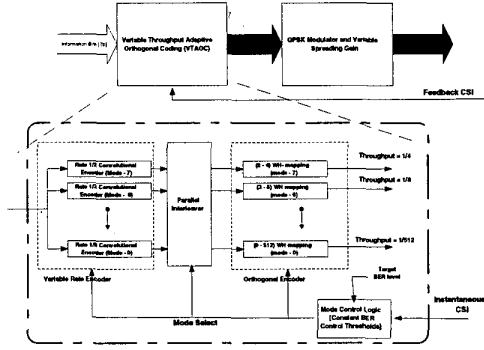 Information Bits (Tb)
Variable Throughput Adaptive
Orthogonal Coding (VTAOC)
QPSK Modulator and Variable
Spreading Gain
Feedback CSI
Rate 1/2 Convolutional
Encoder (Mode - 7)
Rate 1/3 Convolutional
Encoder (Mode - 6)
Rate 1/9 Convolutional
Encoder (Mode - 0)
Variable Rate Encoder
Parallel
Interleaver
(2 - 4) WH- mapping
(mode - 7)
(3 - 8) WH mapping
(mode - 6)
(9 - 512) WH mapping
(mode - 0)
Orthogonal Encoder
Throughput = 1/4
Throughput = 1/8
Throughput = 1/512
Target
BER level
Mode Control Logic
[Constant BER
Control Thresholds]
Instantaneous
CSI
Mode Select